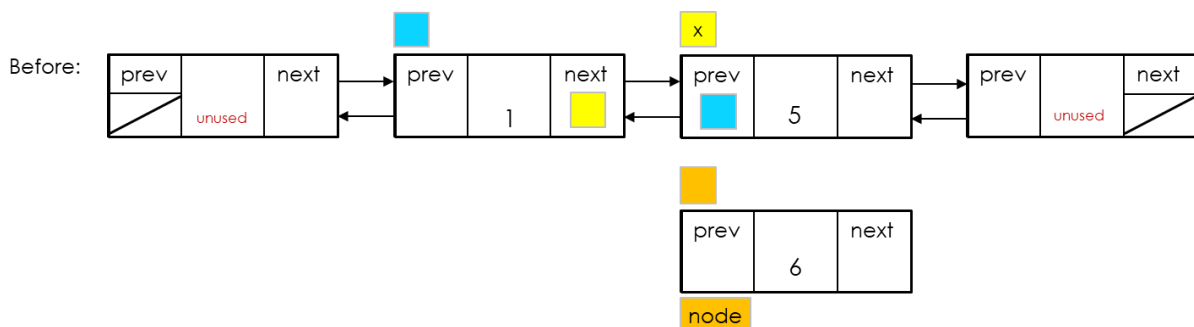 x
Before:
prev next prev next prev next prev next
unused 1 5 unused
prev next
6
node